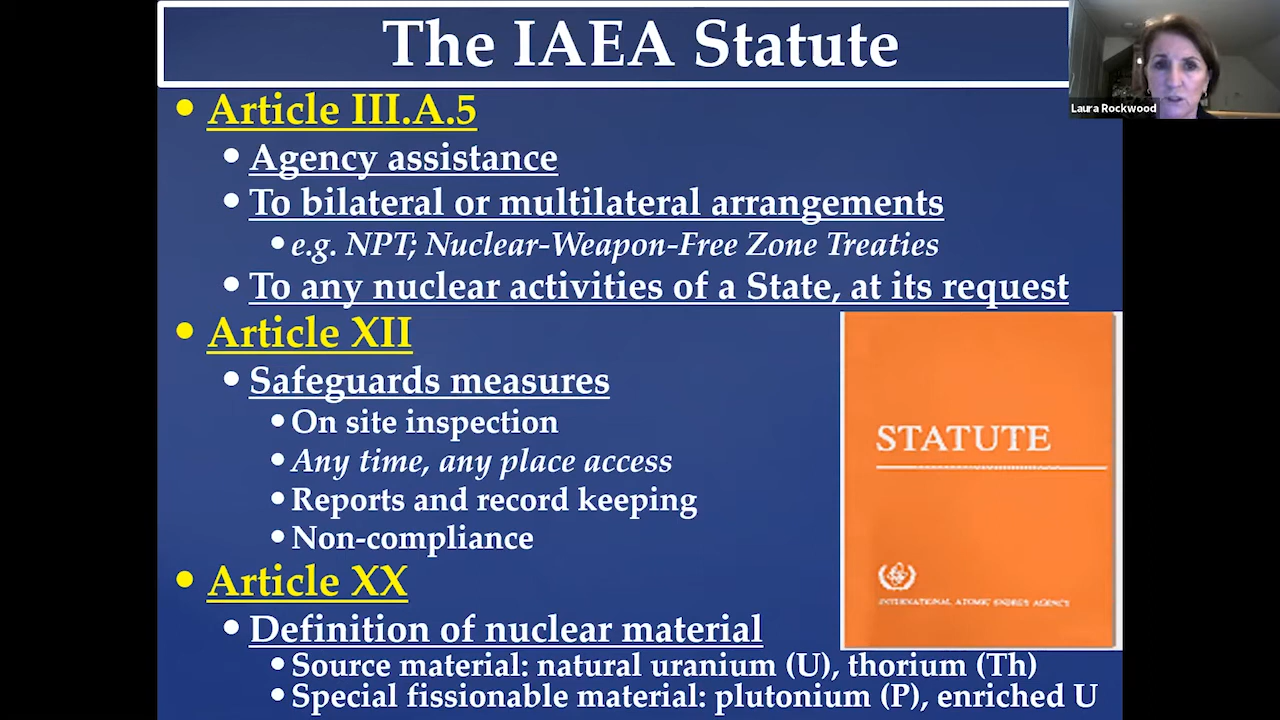 The IAEA Statute
Laura Rockwood
• Article III.A.5
• Agency assistance
• To bilateral or multilateral arrangements
• e.g. NPT; Nuclear-Weapon-Free Zone Treaties
• To any nuclear activities of a State, at its request
• Article XII
• Safeguards measures
• On site inspection
• Any time, any place access
• Reports and record keeping
• Non-compliance
• Article XX
• Definition of nuclear material
• Source material: natural uranium (U), thorium (Th)
• Special fissionable material: plutonium (P), enriched U
STATUTE
INTERNATIONAL ATOMIC ENERGY AGENCY